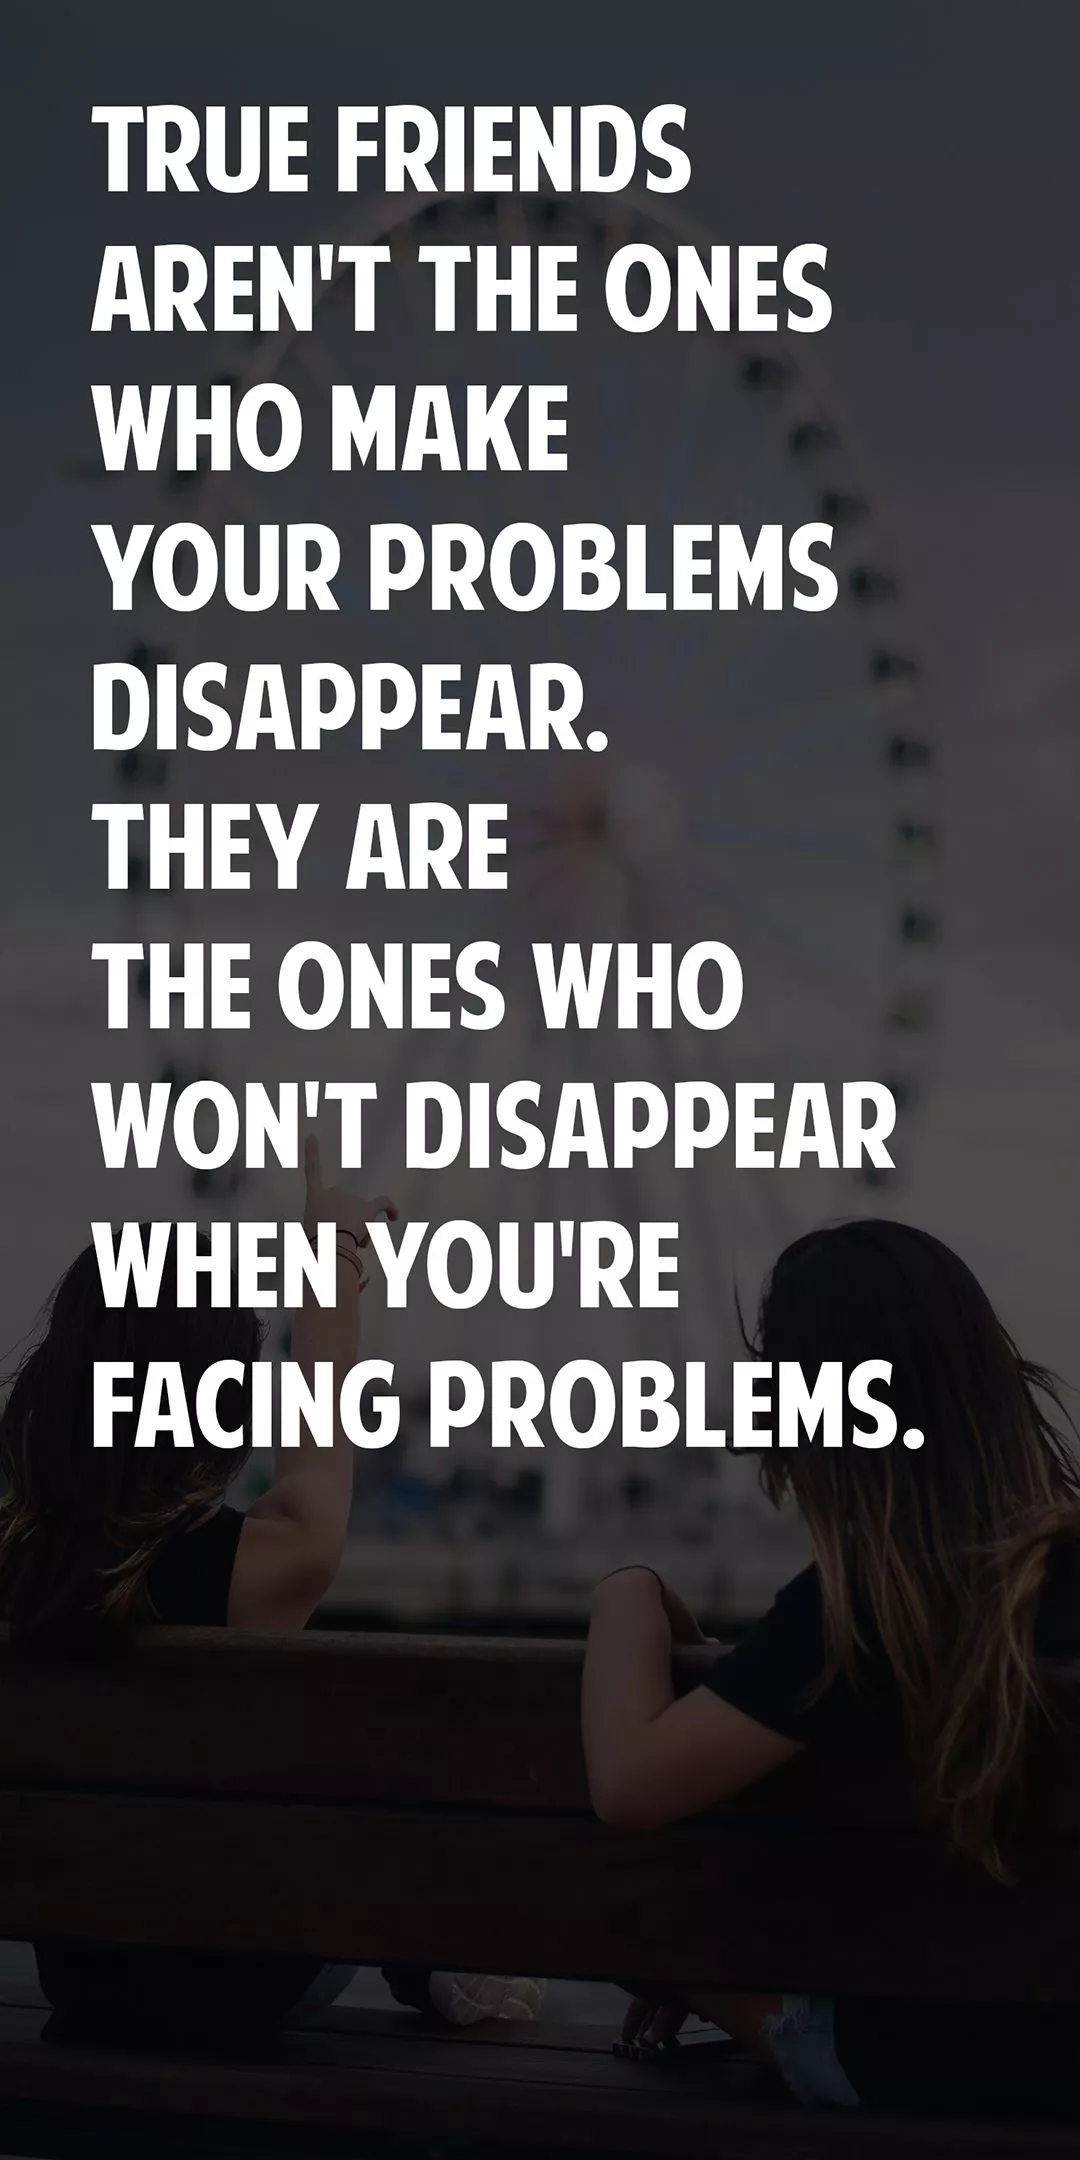 TRUE FRIENDS
AREN'T THE ONES
WHO MAKE
YOUR PROBLEMS
DISAPPEAR.
THEY ARE
THE ONES WHO
WON'T DISAPPEAR
WHEN YOU'RE
FACING PROBLEMS.